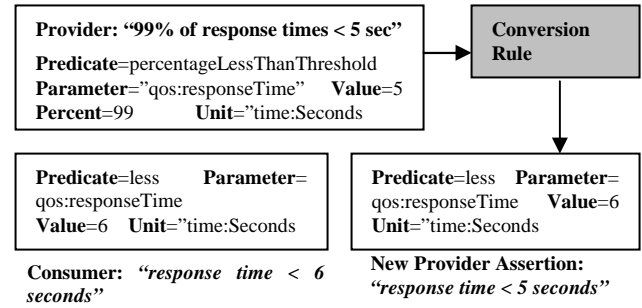 Provider: “99% of response times < 5 sec”
Predicate=percentageLessThanThreshold
Parameter=”qos:responseTime” Value=5
Percent=99 Unit=”time:Seconds
Conversion
Rule
Predicate=less Parameter=
qos:responseTime
Value=6 Unit=”time:Seconds
Consumer: “response time < 6
seconds”
Predicate=less Parameter=
qos:responseTime Value=6
Unit=”time:Seconds
New Provider Assertion:
“response time < 5 seconds”